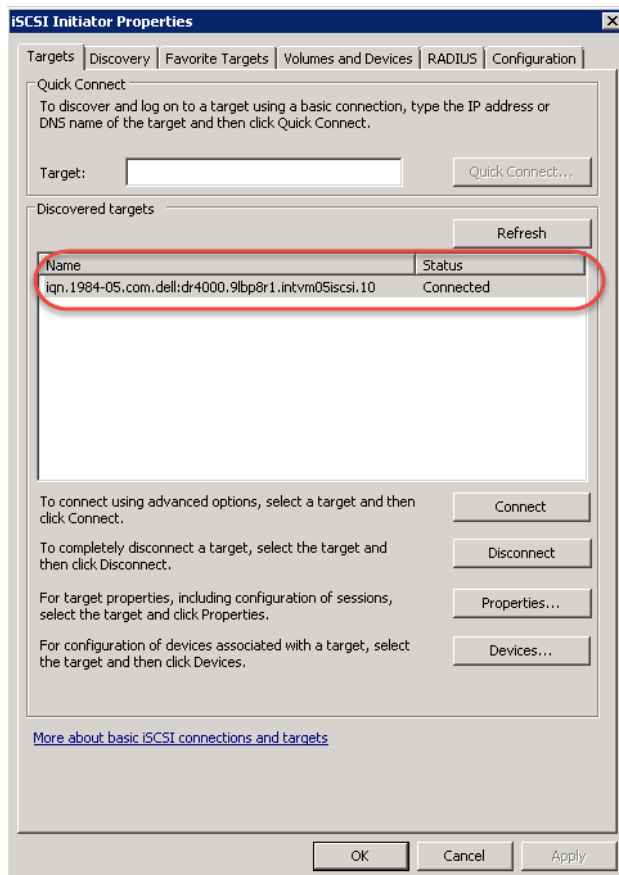 iSCSI Initiator Properties
Targets Discovery Favorite Targets Volumes and Devices RADIUS Configuration
Quick Connect
To discover and log on to a target using a basic connection, type the IP address or
DNS name of the target and then click Quick Connect.
Target: Quick Connect...
Discovered targets
Refresh
Name Status
iqn.1984-05.com.dell:dr4000.9lbp8r1.intvm05iscsi.10 Connected
To connect using advanced options, select a target and then
click Connect.
Connect
To completely disconnect a target, select the target and
then click Disconnect.
Disconnect
For target properties, including configuration of sessions,
select the target and click Properties.
Properties...
For configuration of devices associated with a target, select
the target and then click Devices.
Devices...
More about basic iSCSI connections and targets
OK Cancel Apply